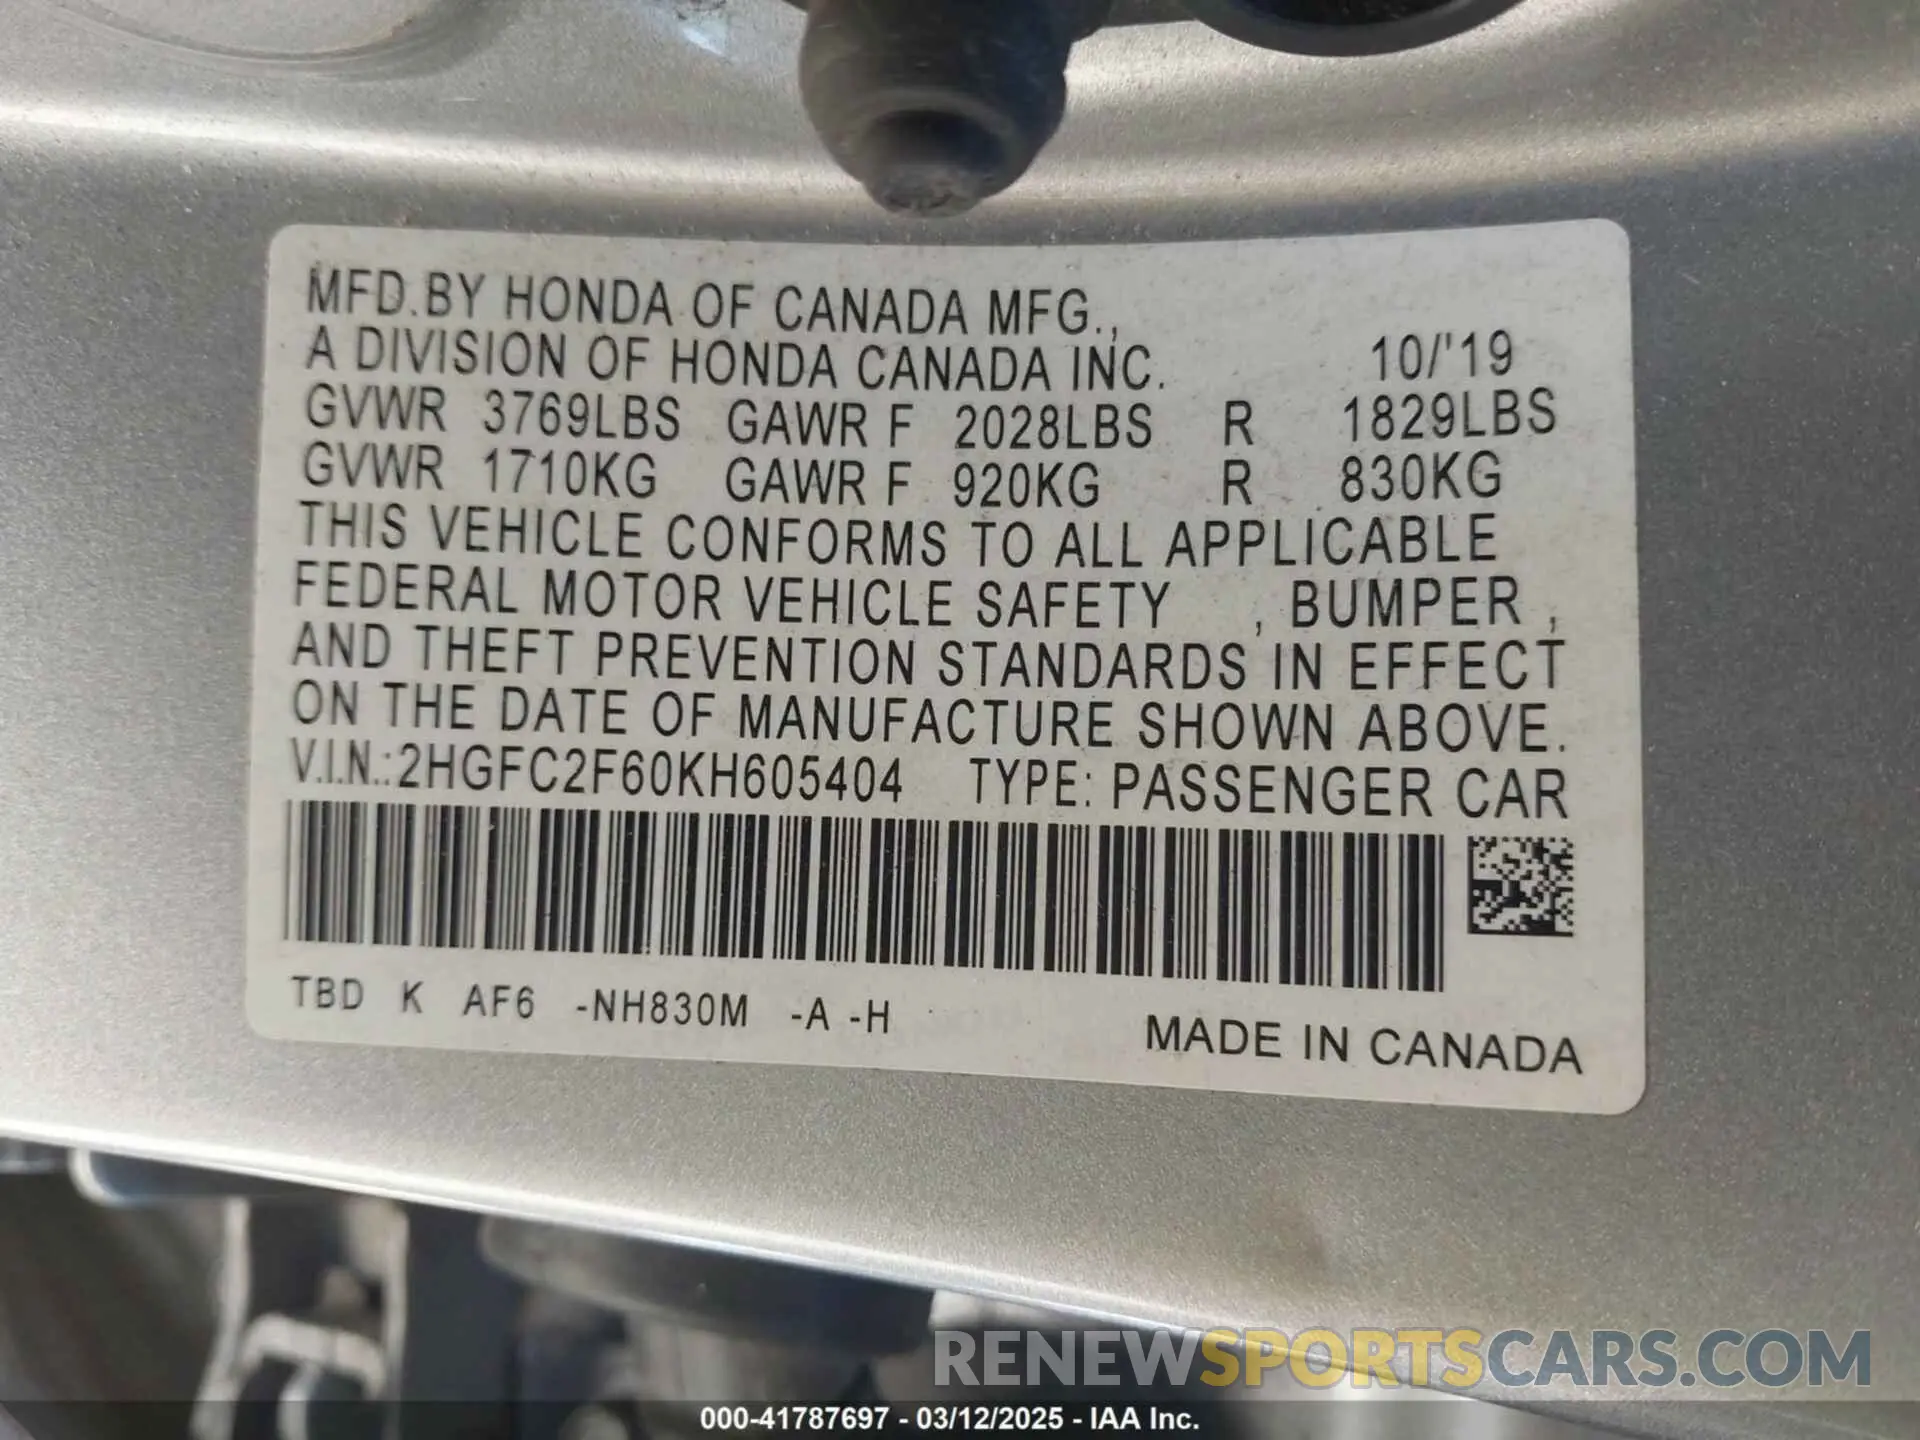 MFD.BY HONDA OF CANADA MFG.,
A DIVISION OF HONDA CANADA INC. 10/'19
GVWR 3769LBS GAWR F 2028LBS R 1829LBS
GVWR 1710KG GAWR F 920KG R 830KG
THIS VEHICLE CONFORMS TO ALL APPLICABLE
FEDERAL MOTOR VEHICLE SAFETY , BUMPER ,
AND THEFT PREVENTION STANDARDS IN EFFECT
ON THE DATE OF MANUFACTURE SHOWN ABOVE.
V.I.N.:2HGFC2F60KH605404 TYPE: PASSENGER CAR
TBD K AF6 -NH830M -A -H
MADE IN CANADA
RENEWSPORTSCARS.COM
000-41787697 - 03/12/2025 - IAA Inc.